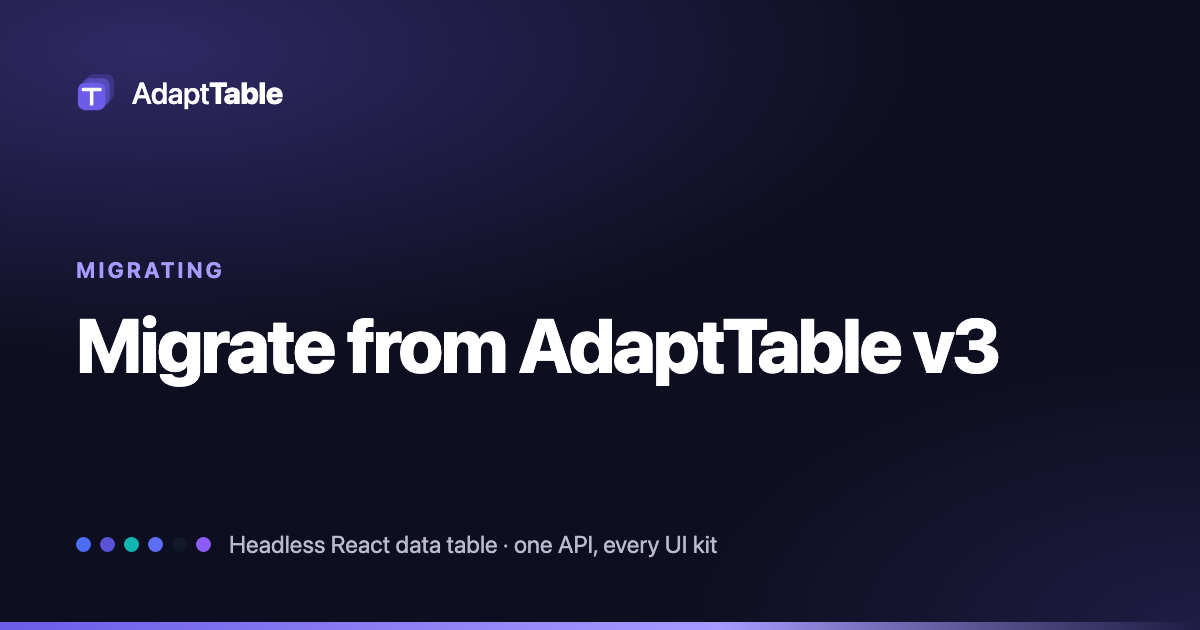 T
AdaptTable
MIGRATING
Migrate from AdaptTable v3
Headless React data table · one API, every UI kit